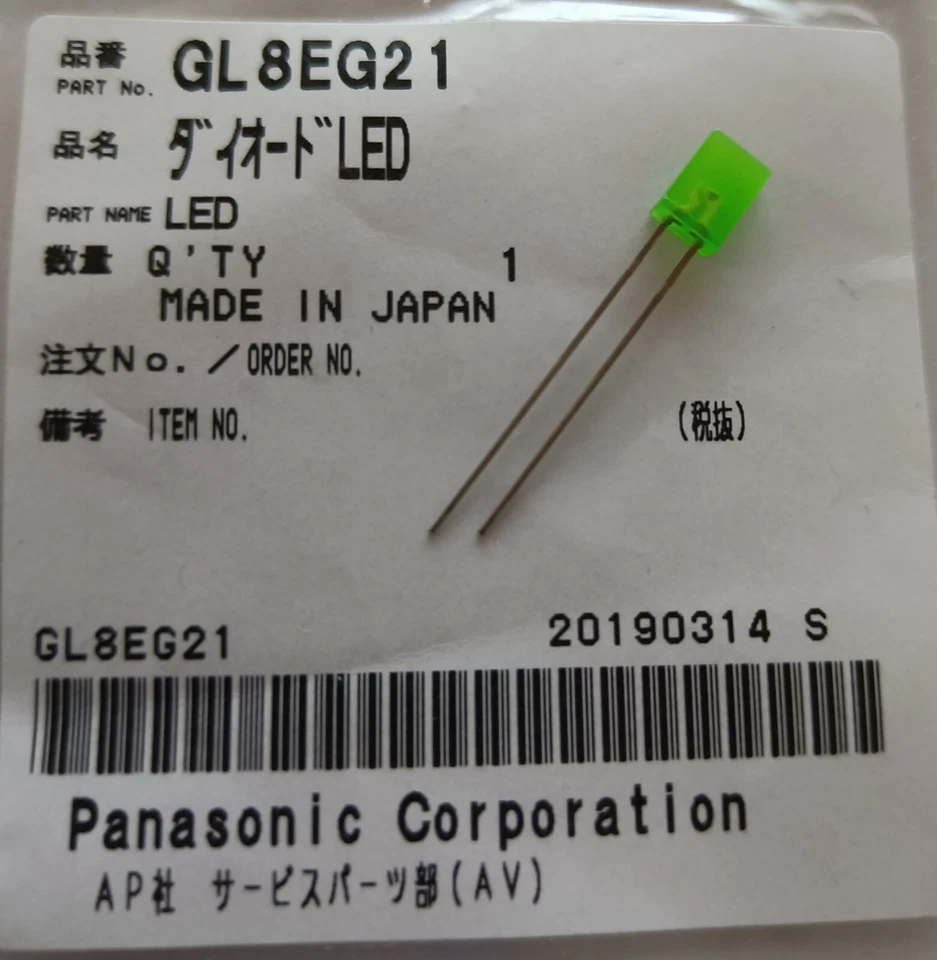 品番 PART No. GL8EG21
品名 ダイオードLED
PART NAME LED
数量 Q'TY 1
MADE IN JAPAN
注文No./ORDER NO.
備考 ITEM NO. (税抜)
GL8EG21 20190314 S
Panasonic Corporation
AP社 サービスパーツ部(AV)